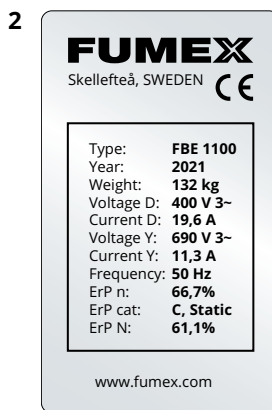 2
FUMEX
Skellefteå, SWEDEN CE
Type: FBE 1100
Year: 2021
Weight: 132 kg
Voltage D: 400 V 3~
Current D: 19,6 A
Voltage Y: 690 V 3~
Current Y: 11,3 A
Frequency: 50 Hz
ErP n: 66,7%
ErP cat: C, Static
ErP N: 61,1%
www.fumex.com